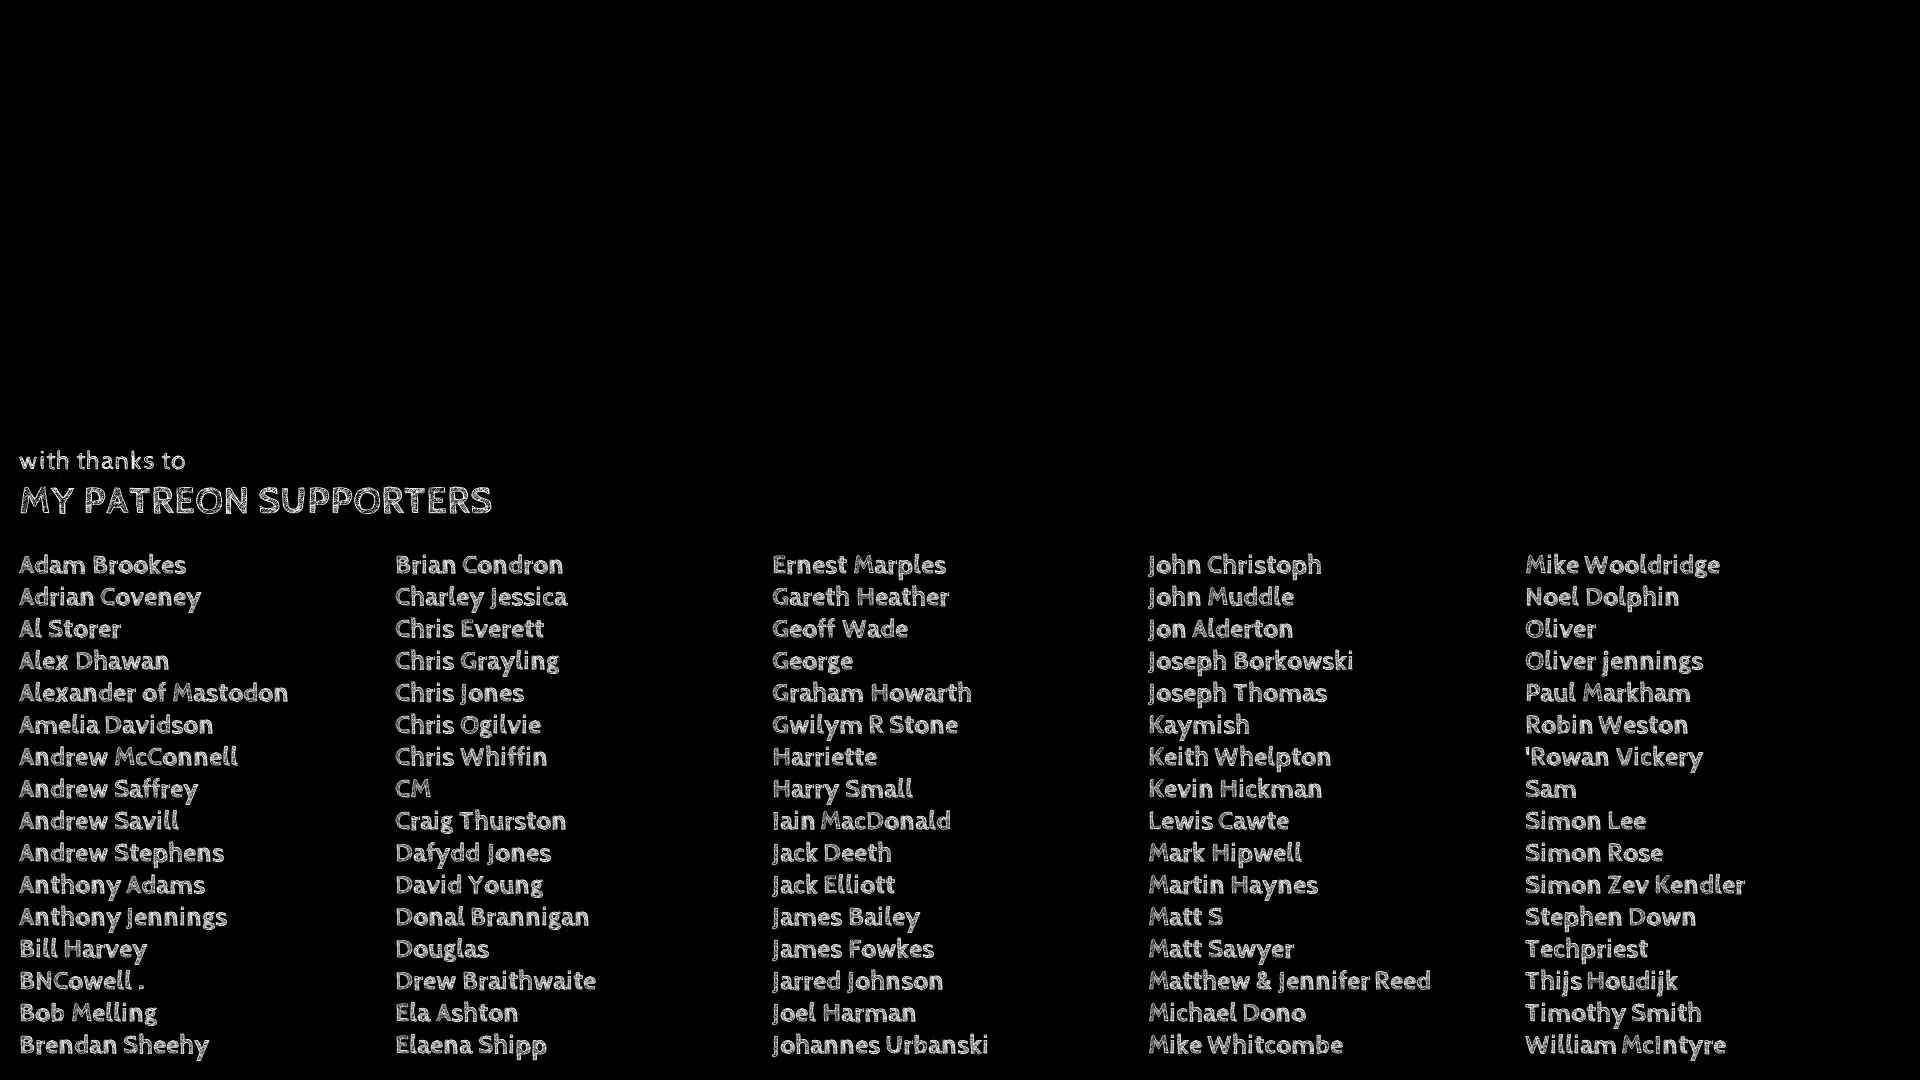 with thanks to
MY PATREON SUPPORTERS
Adam Brookes
Adrian Coveney
Al Storer
Alex Dhawan
Alexander of Mastodon
Amelia Davidson
Andrew McConnell
Andrew Saffrey
Andrew Savill
Andrew Stephens
Anthony Adams
Anthony Jennings
Bill Harvey
BNCowell .
Bob Melling
Brendan Sheehy
Brian Condron
Charley Jessica
Chris Everett
Chris Grayling
Chris Jones
Chris Ogilvie
Chris Whiffin
CM
Craig Thurston
Dafydd Jones
David Young
Donal Brannigan
Douglas
Drew Braithwaite
Ela Ashton
Elaena Shipp
Ernest Marples
Gareth Heather
Geoff Wade
George
Graham Howarth
Gwilym R Stone
Harriette
Harry Small
Iain MacDonald
Jack Deeth
Jack Elliott
James Bailey
James Fowkes
Jarred Johnson
Joel Harman
Johannes Urbanski
John Christoph
John Muddle
Jon Alderton
Joseph Borkowski
Joseph Thomas
Kaymish
Keith Whelpton
Kevin Hickman
Lewis Cawte
Mark Hipwell
Martin Haynes
Matt S
Matt Sawyer
Matthew & Jennifer Reed
Michael Dono
Mike Whitcombe
Mike Wooldridge
Noel Dolphin
Oliver
Oliver jennings
Paul Markham
Robin Weston
'Rowan Vickery
Sam
Simon Lee
Simon Rose
Simon Zev Kendler
Stephen Down
Techpriest
Thijs Houdijk
Timothy Smith
William McIntyre